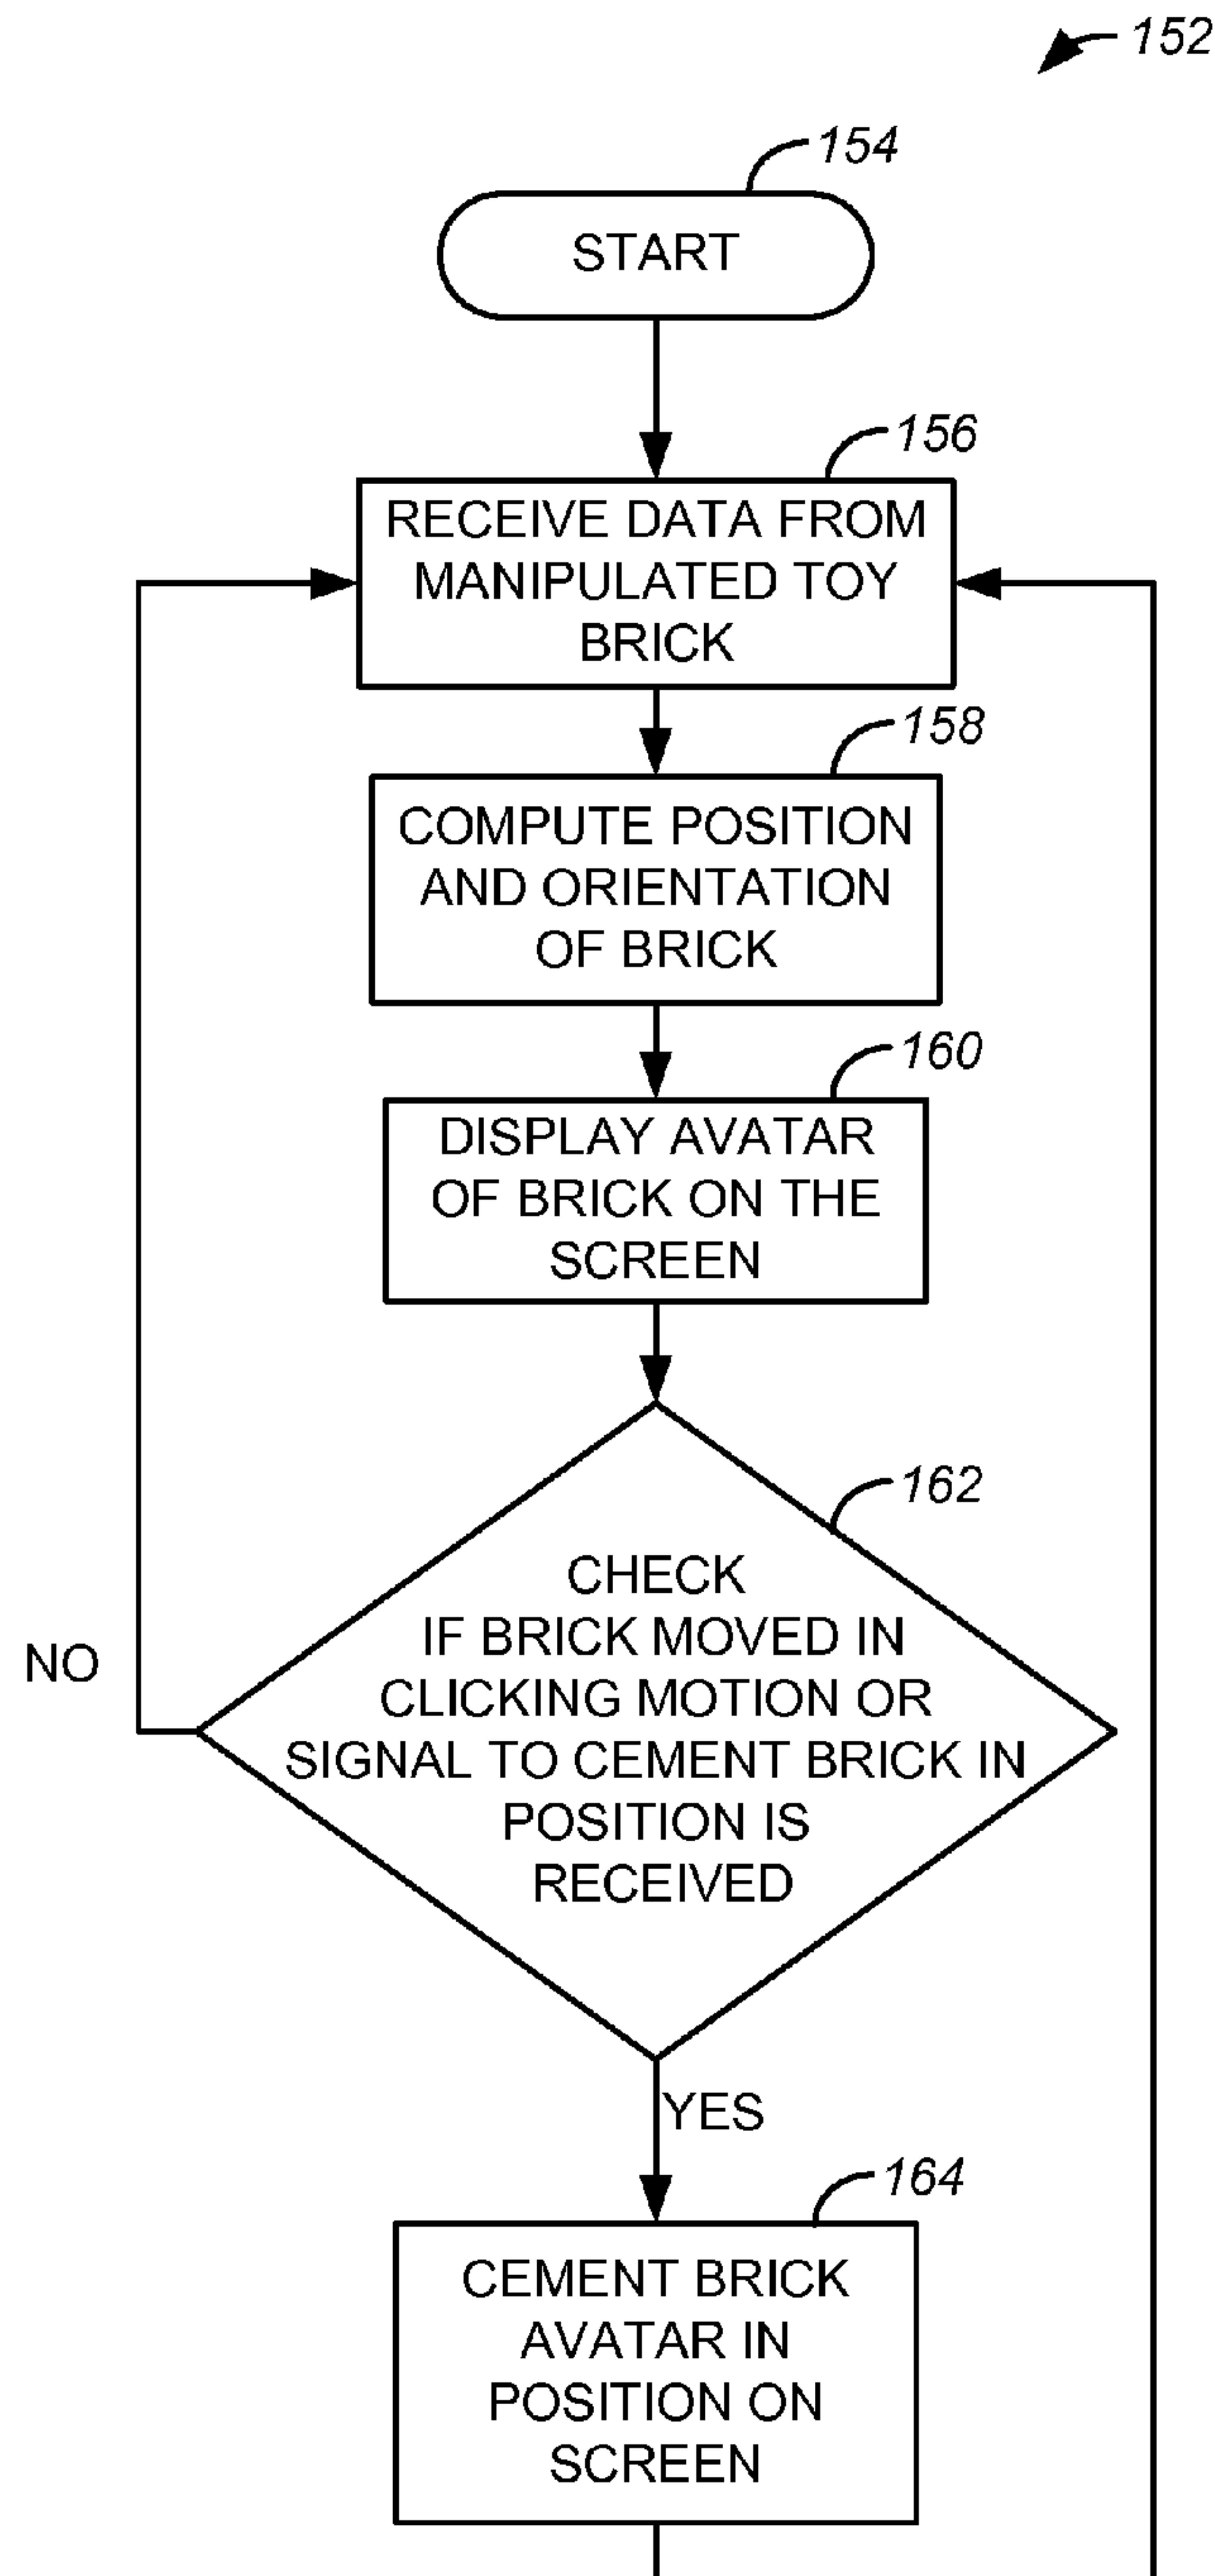 152
154
START
156
RECEIVE DATA FROM
MANIPULATED TOY
BRICK
158
COMPUTE POSITION
AND ORIENTATION
OF BRICK
160
DISPLAY AVATAR
OF BRICK ON THE
SCREEN
162
CHECK
IF BRICK MOVED IN
CLICKING MOTION OR
SIGNAL TO CEMENT BRICK IN
POSITION IS
RECEIVED
NO
YES
164
CEMENT BRICK
AVATAR IN
POSITION ON
SCREEN